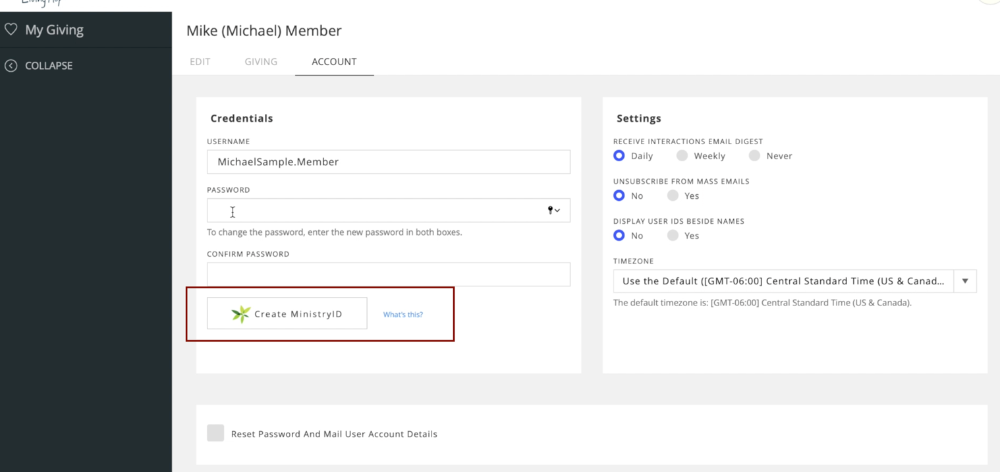 My Giving
COLLAPSE
Mike (Michael) Member
EDIT GIVING ACCOUNT
Credentials
USERNAME
MichaelSample.Member
PASSWORD
To change the password, enter the new password in both boxes.
CONFIRM PASSWORD
Create MinistryID What's this?
Settings
RECEIVE INTERACTIONS EMAIL DIGEST
Daily Weekly Never
UNSUBSCRIBE FROM MASS EMAILS
No Yes
DISPLAY USER IDS BESIDE NAMES
No Yes
TIMEZONE
Use the Default ([GMT-06:00] Central Standard Time (US & Canad...
The default timezone is: [GMT-06:00] Central Standard Time (US & Canada).
Reset Password And Mail User Account Details